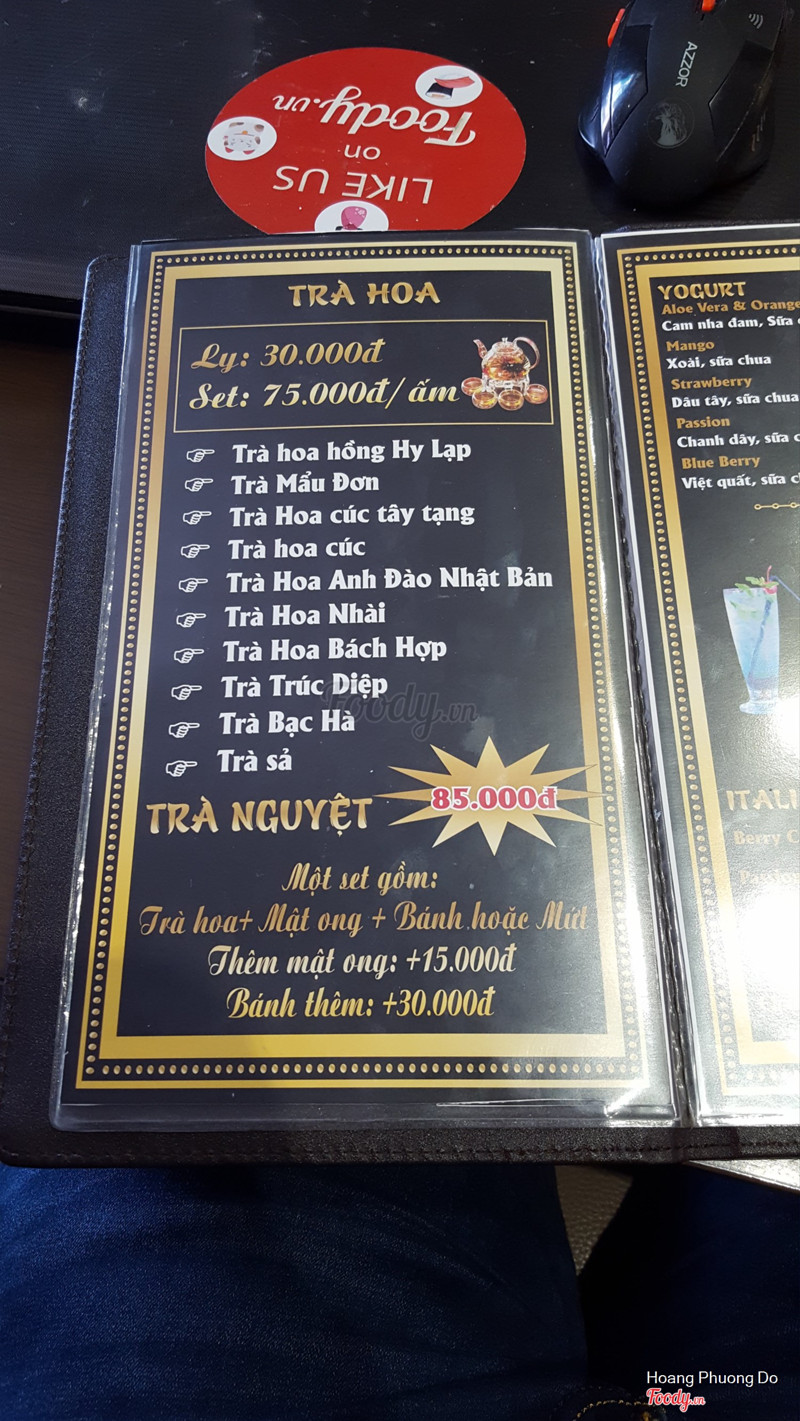 AZZOR
LIKE US
on
Foody.vn
TRÀ HOA
Ly: 30.000đ
Set: 75.000đ/ ấm
Trà hoa hồng Hy Lạp
Trà Mẩu Đơn
Trà Hoa cúc tây tạng
Trà hoa cúc
Trà Hoa Anh Đào Nhật Bản
Trà Hoa Nhài
Trà Hoa Bách Hợp
Trà Trúc Diệp
Trà Bạc Hà
Trà sả
TRÀ NGUYỆT 85.000đ
Một set gồm:
Trà hoa+ Mật ong + Bánh hoặc Mứt
Thêm mật ong: +15.000đ
Bánh thêm: +30.000đ
YOGURT
Aloe Vera & Orange
Cam nha đam, Sữa
Mango
Xoài, sữa chua
Strawberry
Dâu tây, sữa chua
Passion
Chanh dây, sữa
Blue Berry
Việt quất, sữa
ITALI
Berry
Foody.vn
Hoang Phuong Do
Foody.vn